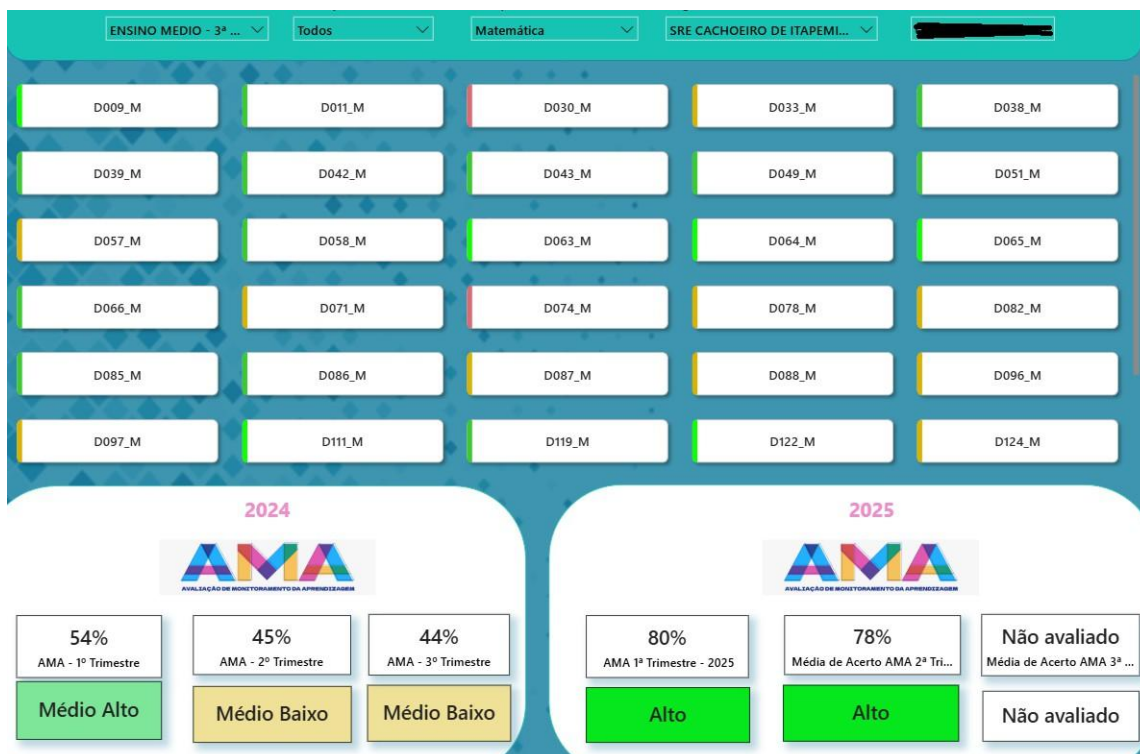 ENSINO MEDIO - 3ª ...
Todos
Matemática
SRE CACHOEIRO DE ITAPEMI...
D009_M
D011_M
D030_M
D033_M
D038_M
D039_M
D042_M
D043_M
D049_M
D051_M
D057_M
D058_M
D063_M
D064_M
D065_M
D066_M
D071_M
D074_M
D078_M
D082_M
D085_M
D086_M
D087_M
D088_M
D096_M
D097_M
D111_M
D119_M
D122_M
D124_M
2024
AMA
AVALIAÇÃO DE MONITORAMENTO DA APRENDIZAGEM
54%
AMA - 1º Trimestre
Médio Alto
45%
AMA - 2º Trimestre
Médio Baixo
44%
AMA - 3º Trimestre
Médio Baixo
2025
AMA
AVALIAÇÃO DE MONITORAMENTO DA APRENDIZAGEM
80%
AMA 1ª Trimestre - 2025
Alto
78%
Média de Acerto AMA 2ª Tri...
Alto
Não avaliado
Média de Acerto AMA 3ª ...
Não avaliado